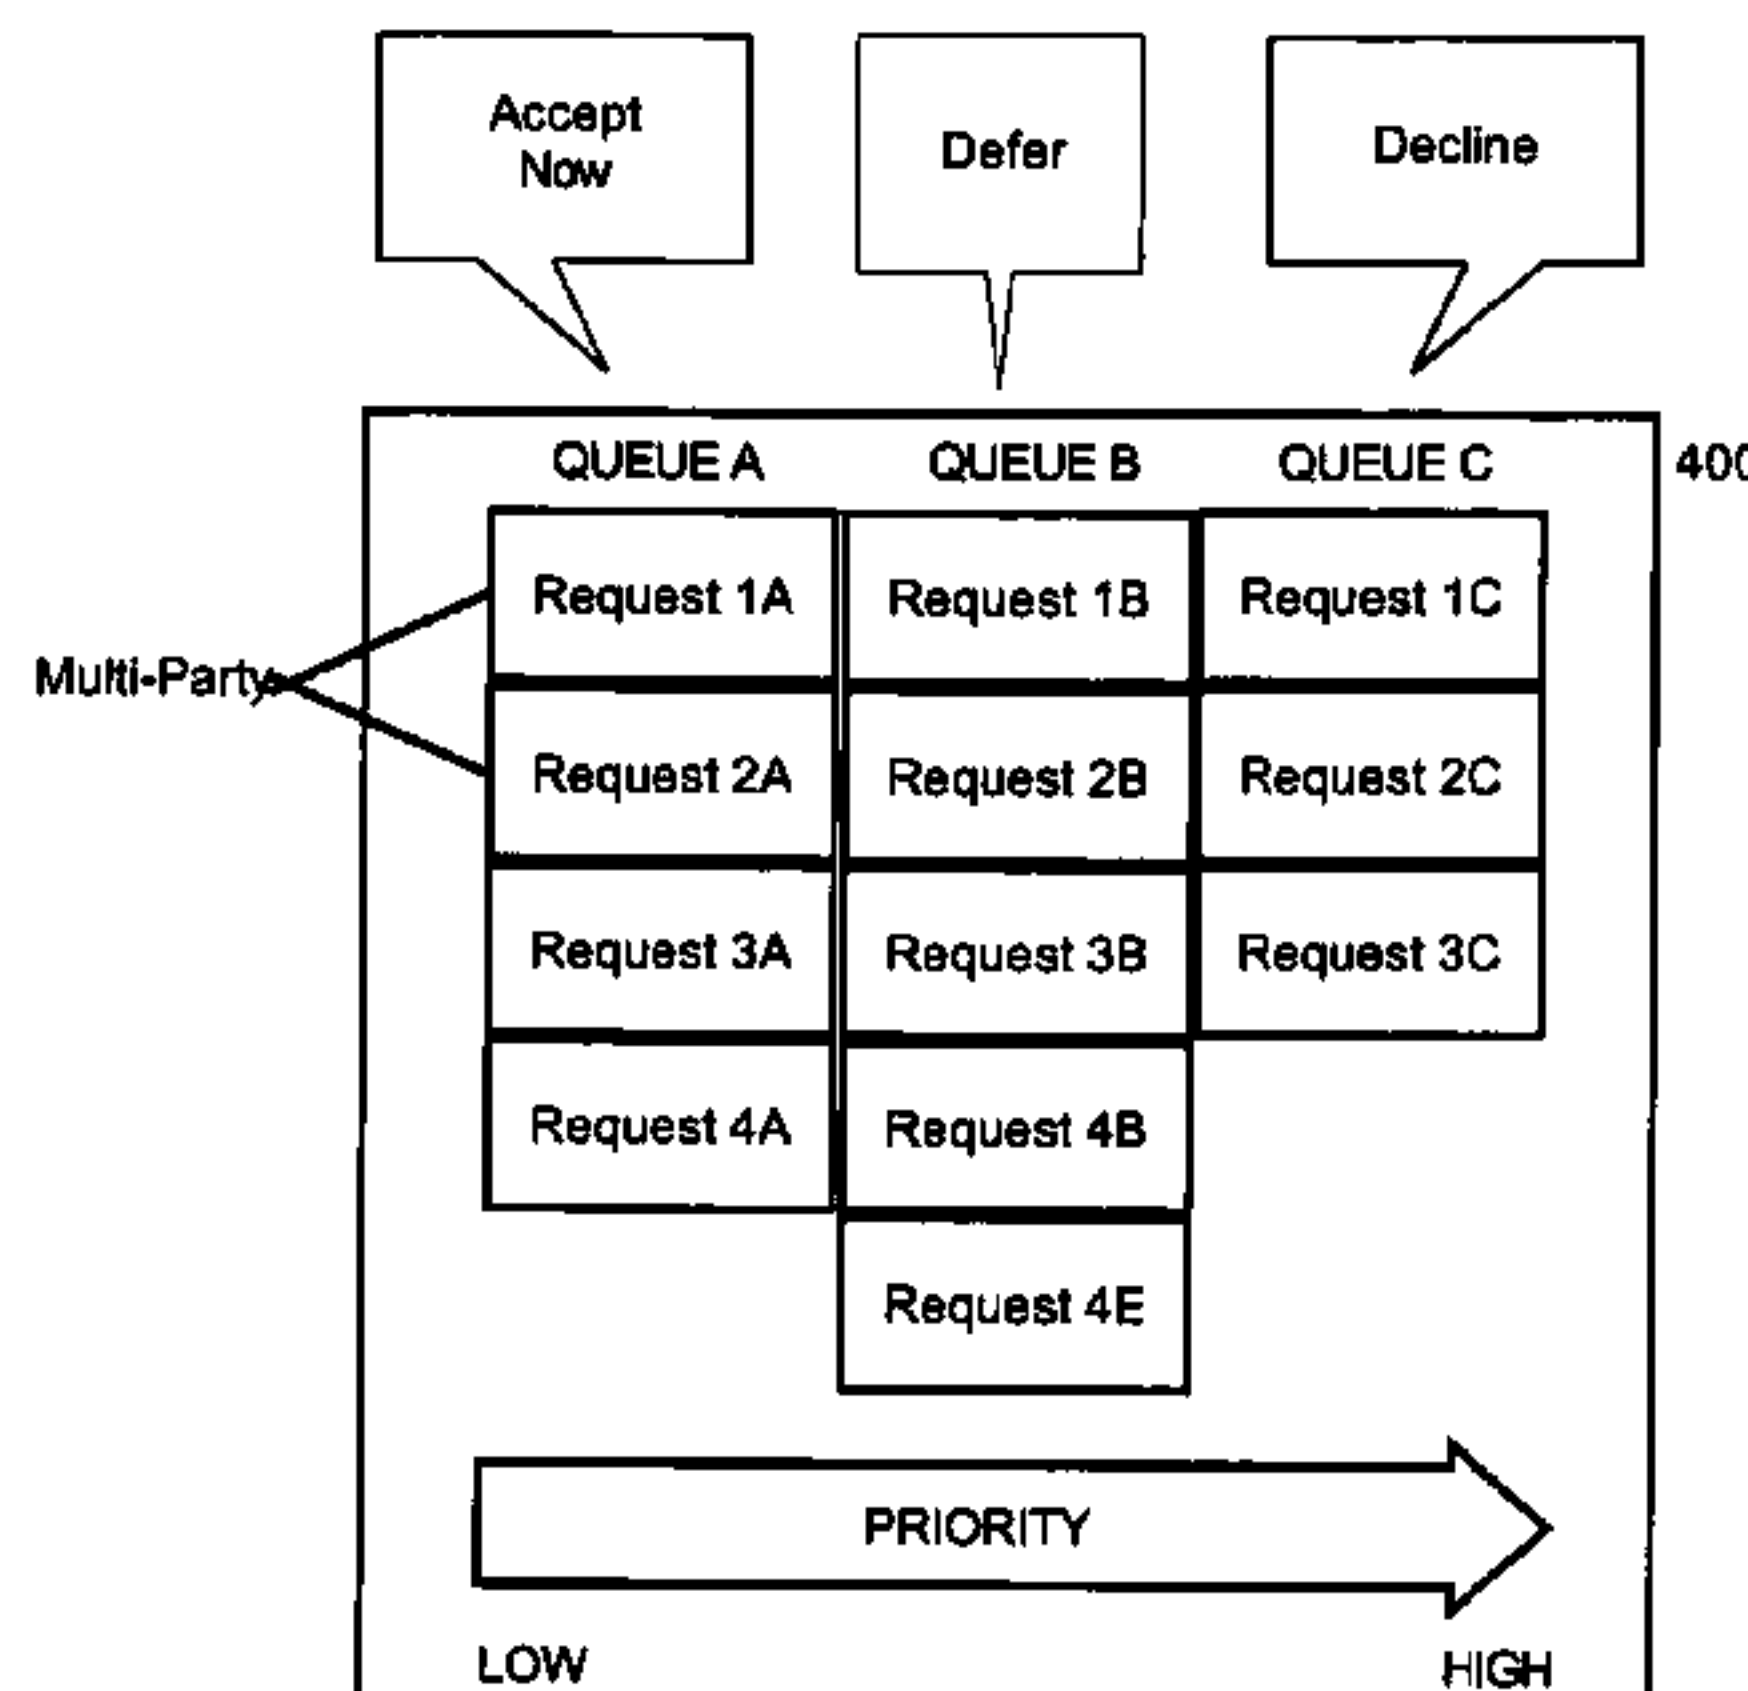 Accept
Now
Defer
Decline
QUEUE A
QUEUE B
QUEUE C
400
Multi-Party
Request 1A
Request 1B
Request 1C
Request 2A
Request 2B
Request 2C
Request 3A
Request 3B
Request 3C
Request 4A
Request 4B
Request 4E
PRIORITY
LOW
HIGH